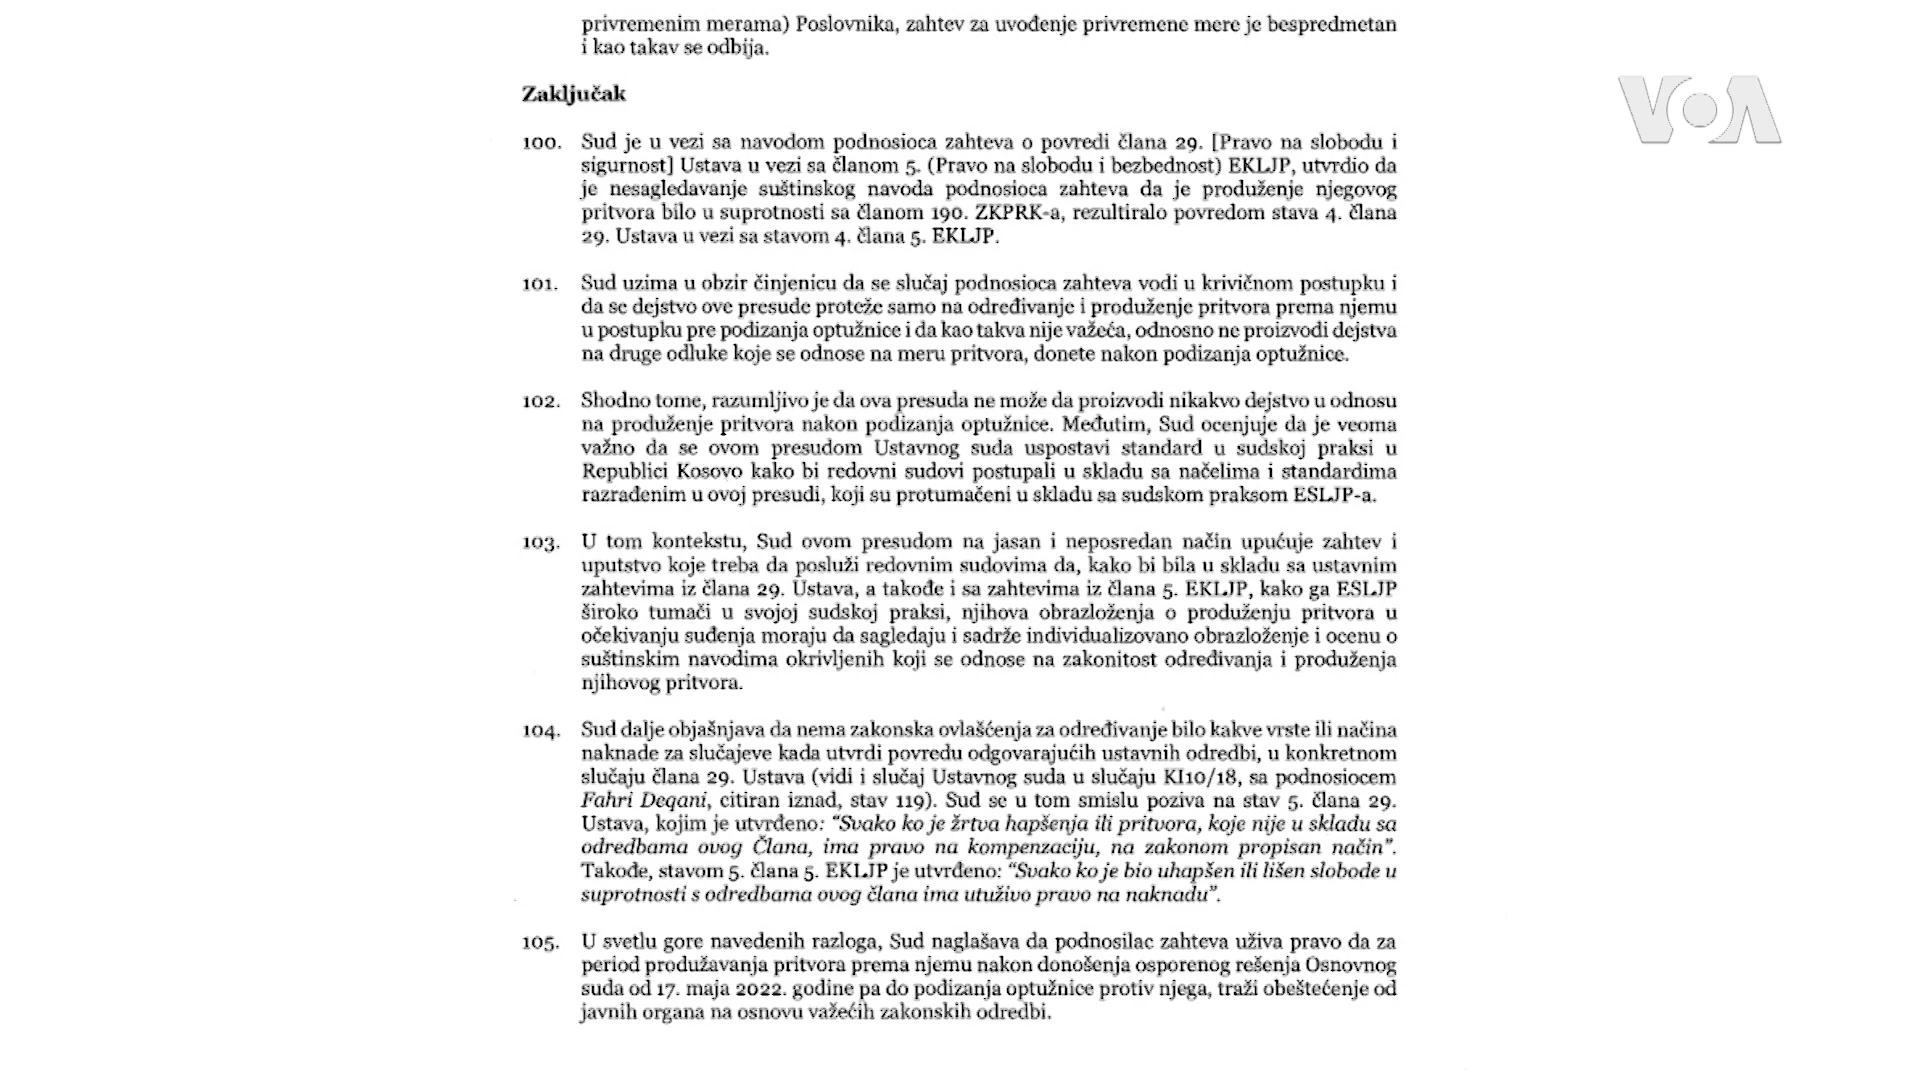 privremenim merama) Poslovnika, zahtev za uvođenje privremene mere je bespredmetan
i kao takav se odbija.
VOA
Zaključak
100. Sud je u vezi sa navodom podnosioca zahteva o povredi člana 29. [Pravo na slobodu i
sigurnost] Ustava u vezi sa članom 5. (Pravo na slobodu i bezbednost) EKLJP, utvrdio da
je nesagledavanje suštinskog navoda podnosioca zahteva da je produženje njegovog
pritvora bilo u suprotnosti sa članom 190. ZKPRK-a, rezultiralo povredom stava 4. člana
29. Ustava u vezi sa stavom 4. člana 5. EKLJP.
101. Sud uzima u obzir činjenicu da se slučaj podnosioca zahteva vodi u krivičnom postupku i
da se dejstvo ove presude proteže samo na određivanje i produženje pritvora prema njemu
u postupku pre podizanja optužnice i da kao takva nije važeća, odnosno ne proizvodi dejstva
na druge odluke koje se odnose na meru pritvora, donete nakon podizanja optužnice.
102. Shodno tome, razumljivo je da ova presuda ne može da proizvodi nikakvo dejstvo u odnosu
na produženje pritvora nakon podizanja optužnice. Međutim, Sud ocenjuje da je veoma
važno da se ovom presudom Ustavnog suda uspostavi standard u sudskoj praksi u
Republici Kosovo kako bi redovni sudovi postupali u skladu sa načelima i standardima
razrađenim u ovoj presudi, koji su protumačeni u skladu sa sudskom praksom ESLJP-a.
103. U tom kontekstu, Sud ovom presudom na jasan i neposredan način upućuje zahtev i
uputstvo koje treba da posluži redovnim sudovima da, kako bi bila u skladu sa ustavnim
zahtevima iz člana 29. Ustava, a takođe i sa zahtevima iz člana 5. EKLJP, kako ga ESLJP
široko tumači u svojoj sudskoj praksi, njihova obrazloženja o produženju pritvora u
očekivanju suđenja moraju da sagledaju i sadrže individualizovano obrazloženje i ocenu o
suštinskim navodima okrivljenih koji se odnose na zakonitost određivanja i produženja
njihovog pritvora.
104. Sud dalje objašnjava da nema zakonska ovlašćenja za određivanje bilo kakve vrste ili načina
naknade za slučajeve kada utvrdi povredu odgovarajućih ustavnih odredbi, u konkretnom
slučaju člana 29. Ustava (vidi i slučaj Ustavnog suda u slučaju KI10/18, sa podnosiocem
Fahri Deqani, citiran iznad, stav 119). Sud se u tom smislu poziva na stav 5. člana 29.
Ustava, kojim je utvrđeno: “Svako ko je žrtva hapšenja ili pritvora, koje nije u skladu sa
odredbama ovog Člana, ima pravo na kompenzaciju, na zakonom propisan način”.
Takođe, stavom 5. člana 5. EKLJP je utvrđeno: “Svako ko je bio uhapšen ili lišen slobode u
suprotnosti s odredbama ovog člana ima utuživo pravo na naknadu”.
105. U svetlu gore navedenih razloga, Sud naglašava da podnosilac zahteva uživa pravo da za
period produžavanja pritvora prema njemu nakon donošenja osporenog rešenja Osnovnog
suda od 17. maja 2022. godine pa do podizanja optužnice protiv njega, traži obeštećenje od
javnih organa na osnovu važećih zakonskih odredbi.